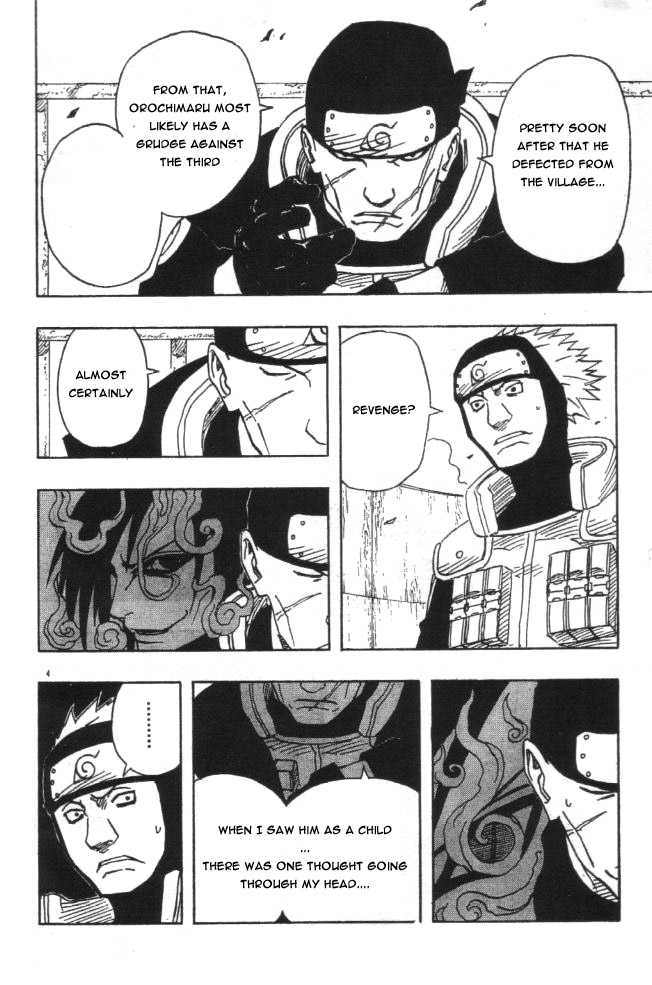 PRETTY SOON
AFTER THAT HE
DEFECTED FROM
THE VILLAGE...
FROM THAT,
OROCHIMARU MOST
LIKELY HAS A
GRUDGE AGAINST
THE THIRD
REVENGE?
ALMOST
CERTAINLY
4
WHEN I SAW HIM AS A CHILD
...
THERE WAS ONE THOUGHT GOING
THROUGH MY HEAD....
.........